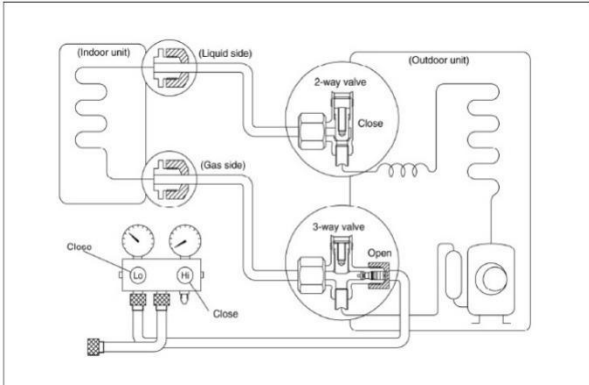 (Indoor unit)
(Liquid side)
2-way valve
(Outdoor unit)
Close
(Gas side)
3-way valve
Open
Close
Lo
Hi
Close